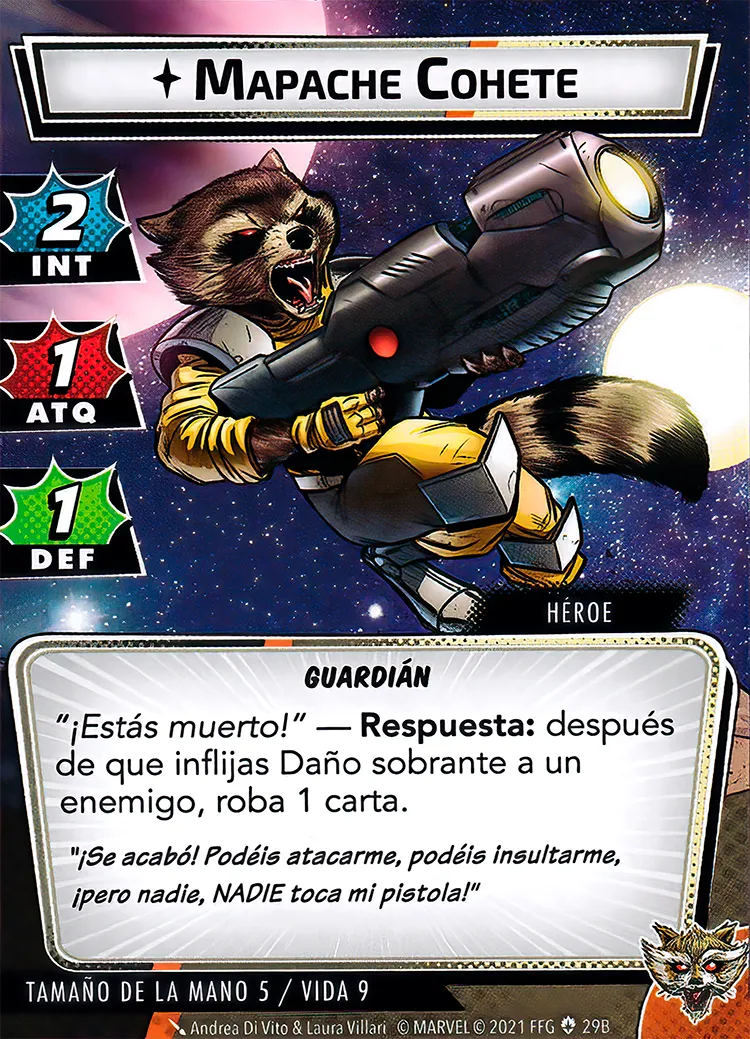 MAPACHE COHETE
2
INT
1
ATQ
1
DEF
HÉROE
GUARDIÁN
"¡Estás muerto!" — Respuesta: después
de que inflijas Daño sobrante a un
enemigo, roba 1 carta.
"¡Se acabó! Podéis atacarme, podéis insultarme,
¡pero nadie, NADIE toca mi pistola!"
TAMAÑO DE LA MANO 5 / VIDA 9
Andrea Di Vito & Laura Villari © MARVEL © 2021 FFG 29B